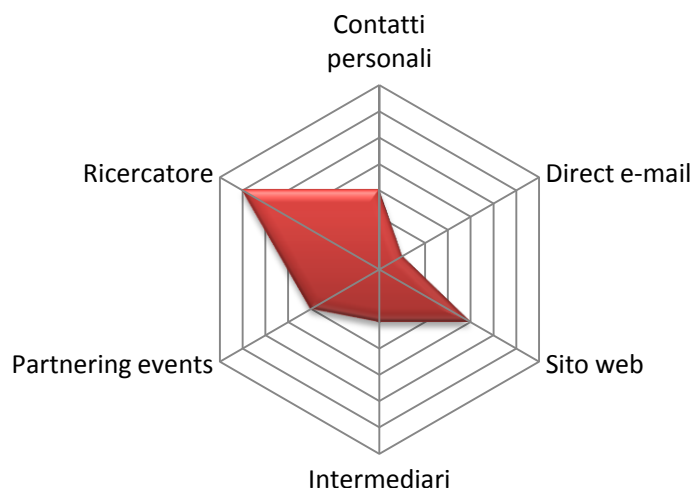 Contatti
personali
Ricercatore
Direct e-mail
Partnering events
Sito web
Intermediari